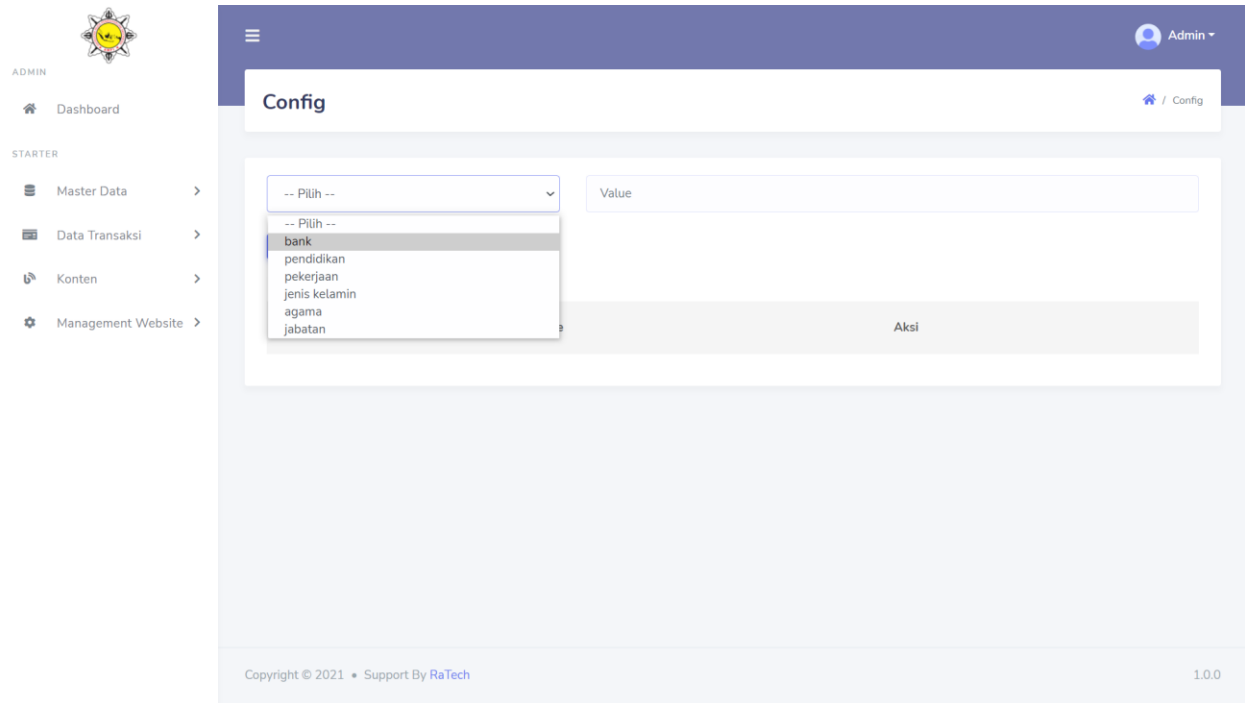 Admin
ADMIN
Config
/ Config
Dashboard
STARTER
Master Data
-- Pilih --
Value
-- Pilih --
bank
pendidikan
pekerjaan
jenis kelamin
agama
jabatan
Data Transaksi
Konten
Management Website
Aksi
Copyright © 2021 • Support By RaTech
1.0.0